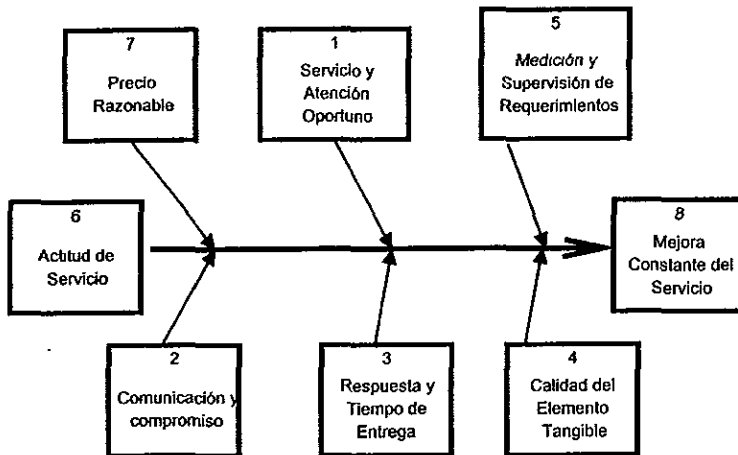 7
Precio
Razonable
1
Servicio y
Atención
Oportuno
5
Medición y
Supervisión de
Requerimientos
6
Actitud de
Servicio
8
Mejora
Constante del
Servicio
2
Comunicación y
compromiso
3
Respuesta y
Tiempo de
Entrega
4
Calidad del
Elemento
Tangible